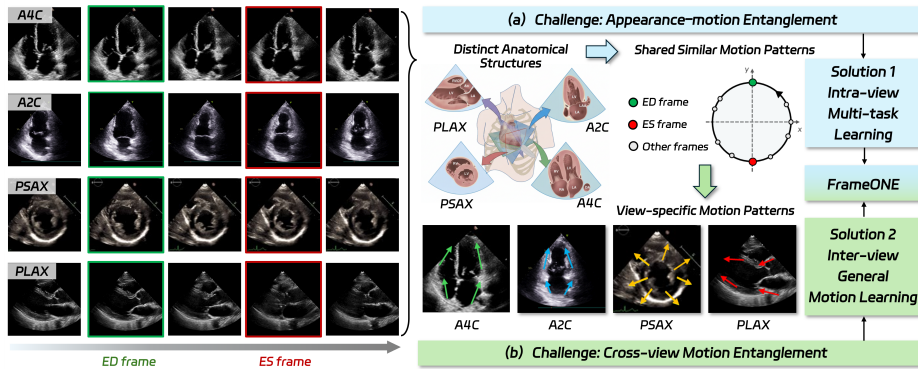 A4C
A2C
PSAX
PLAX
ED frame
ES frame
(a) Challenge: Appearance-motion Entanglement
Distinct Anatomical
Structures
Shared Similar Motion Patterns
PLAX
A2C
PSAX
A4C
ED frame
ES frame
Other frames
y
x
View-specific Motion Patterns
A4C
A2C
PSAX
PLAX
(b) Challenge: Cross-view Motion Entanglement
Solution 1
Intra-view
Multi-task
Learning
FrameONE
Solution 2
Inter-view
General
Motion Learning